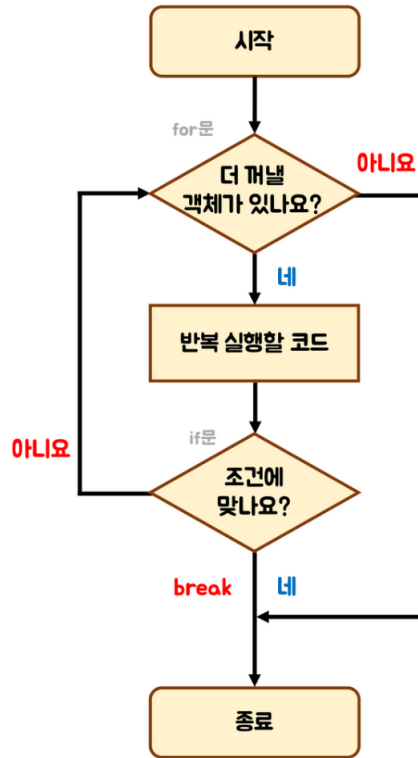 시작
for문
더 꺼낼
객체가 있나요?
아니요
네
반복 실행할 코드
if문
아니요
조건에
맞나요?
break
네
종료